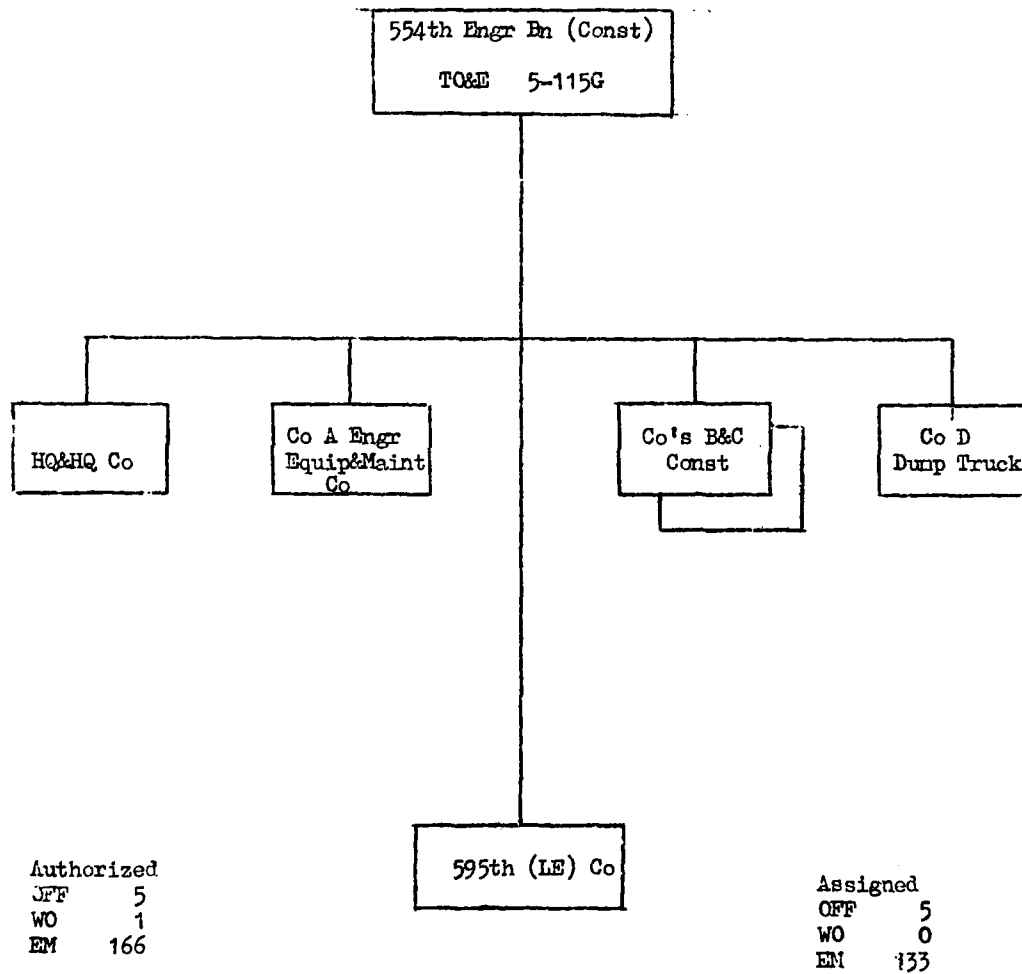 554th Engr Bn (Const)
TO&E 5-115G
HQ&HQ Co
Co A Engr
Equip&Maint
Co
Co's B&C
Const
Co D
Dump Truck
595th (LE) Co
Authorized
OFF 5
WO 1
EM 166
Assigned
OFF 5
WO 0
EM 133